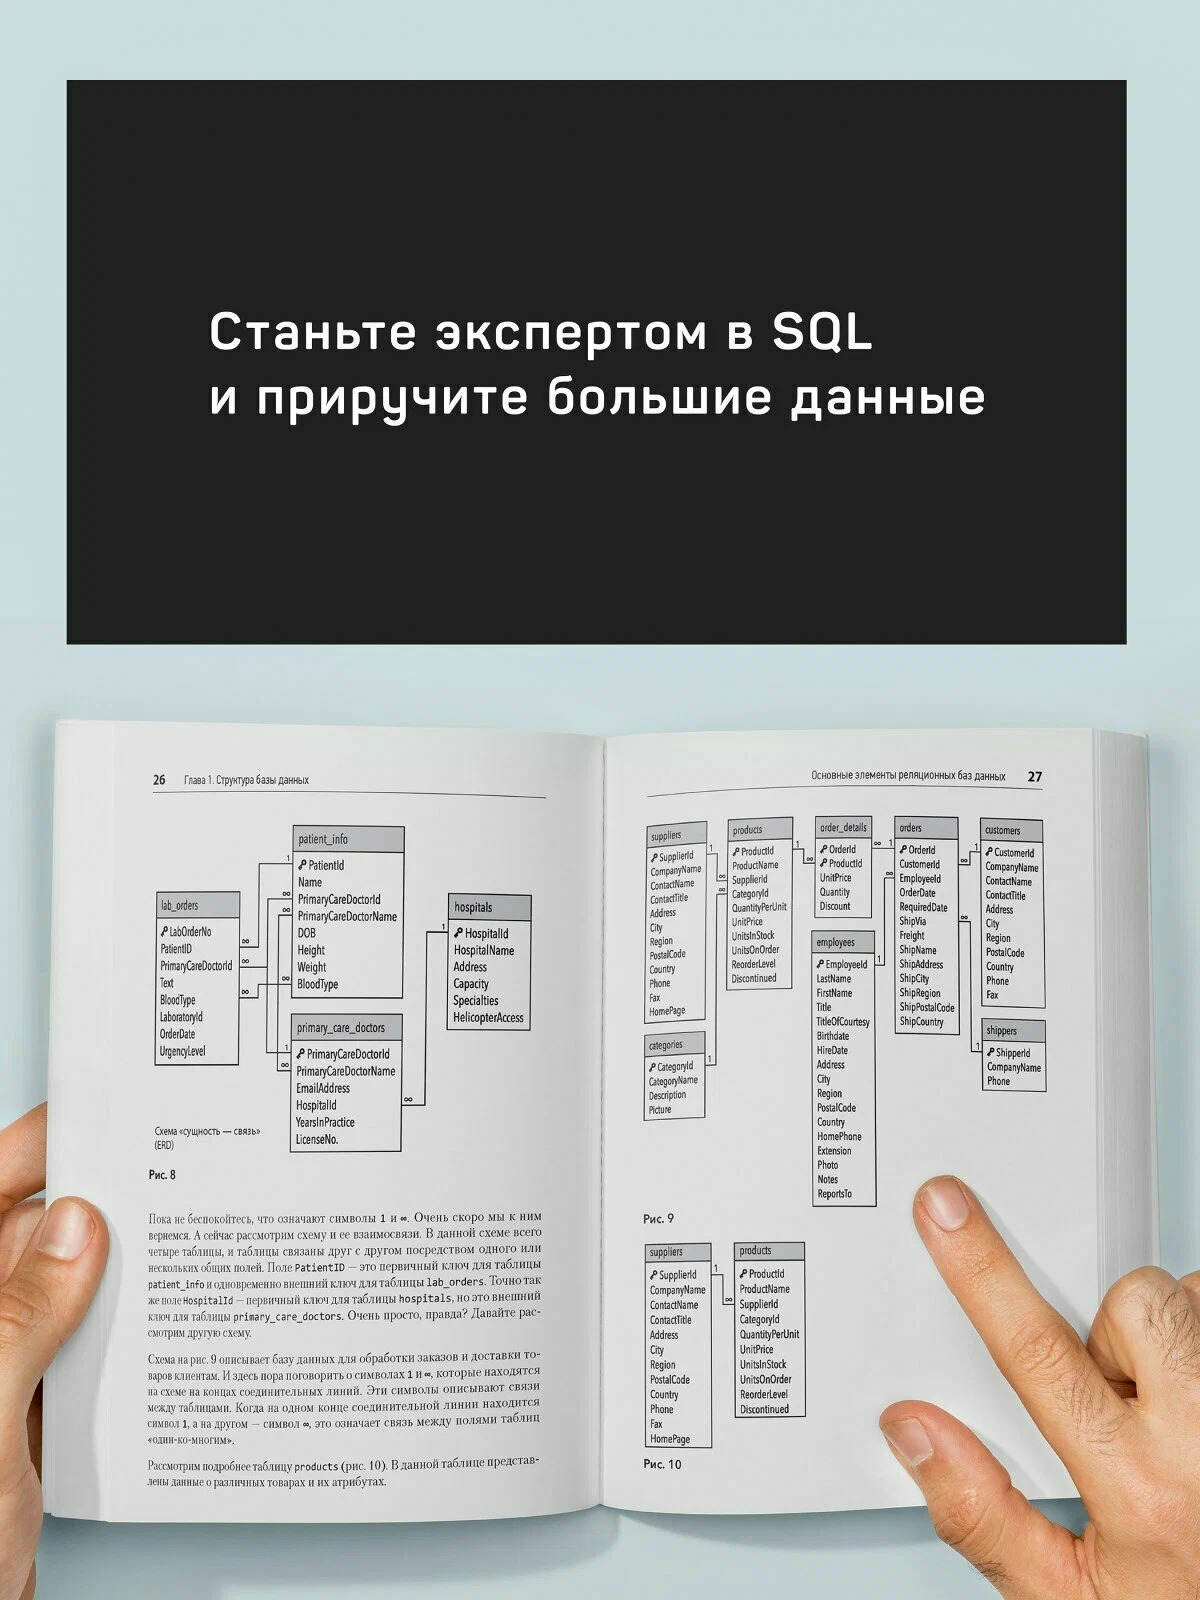 Станьте экспертом в SQL
и приручите большие данные
26 Глава 1. Структура базы данных
patient_info
PatientId
Name
PrimaryCareDoctorId
PrimaryCareDoctorName
DOB
Height
Weight
BloodType
lab_orders
LabOrderNo
PatientID
PrimaryCareDoctorId
Text
BloodType
LaboratoryId
OrderDate
UrgencyLevel
hospitals
HospitalId
HospitalName
Address
Capacity
Specialties
HelicopterAccess
primary_care_doctors
PrimaryCareDoctorId
PrimaryCareDoctorName
EmailAddress
HospitalId
YearsInPractice
LicenseNo.
1
∞
∞
∞
∞
∞
∞
1
∞
1
∞
Схема «сущность — связь»
(ERD)
Рис. 8
Пока не беспокойтесь, что означают символы 1 и ∞. Очень скоро мы к ним
вернемся. А сейчас рассмотрим схему и ее взаимосвязи. В данной схеме всего
четыре таблицы, и таблицы связаны друг с другом посредством одного или
нескольких общих полей. Поле PatientID — это первичный ключ для таблицы
patient_info и одновременно внешний ключ для таблицы lab_orders. Точно так
же поле HospitalId — первичный ключ для таблицы hospitals, но это внешний
ключ для таблицы primary_care_doctors. Очень просто, правда? Давайте рас-
смотрим другую схему.
Схема на рис. 9 описывает базу данных для обработки заказов и доставки то-
варов клиентам. И здесь пора поговорить о символах 1 и ∞, которые находятся
на схеме на концах соединительных линий. Эти символы описывают связи
между таблицами. Когда на одном конце соединительной линии находится
символ 1, а на другом — символ ∞, это означает связь между полями таблиц
«один-ко-многим».
Рассмотрим подробнее таблицу products (рис. 10). В данной таблице представ-
лены данные о различных товарах и их атрибутах.
Основные элементы реляционных баз данных 27
suppliers
SupplierId
CompanyName
ContactName
ContactTitle
Address
City
Region
PostalCode
Country
Phone
Fax
HomePage
categories
CategoryId
CategoryName
Description
Picture
products
ProductId
ProductName
SupplierId
CategoryId
QuantityPerUnit
UnitPrice
UnitsInStock
UnitsOnOrder
ReorderLevel
Discontinued
order_details
OrderId
ProductId
UnitPrice
Quantity
Discount
employees
EmployeeId
LastName
FirstName
Title
TitleOfCourtesy
Birthdate
HireDate
Address
City
Region
PostalCode
Country
HomePhone
Extension
Photo
Notes
ReportsTo
orders
OrderId
CustomerId
EmployeeId
OrderDate
RequiredDate
ShipVia
Freight
ShipName
ShipAddress
ShipCity
ShipRegion
ShipPostalCode
ShipCountry
customers
CustomerId
CompanyName
ContactName
ContactTitle
Address
City
Region
PostalCode
Country
Phone
Fax
shippers
ShipperId
CompanyName
Phone
1
∞
∞
1
1
∞
∞
1
∞
1
∞
1
∞
1
Рис. 9
suppliers
SupplierId
CompanyName
ContactName
ContactTitle
Address
City
Region
PostalCode
Country
Phone
Fax
HomePage
1
∞
products
ProductId
ProductName
SupplierId
CategoryId
QuantityPerUnit
UnitPrice
UnitsInStock
UnitsOnOrder
ReorderLevel
Discontinued
Рис. 10